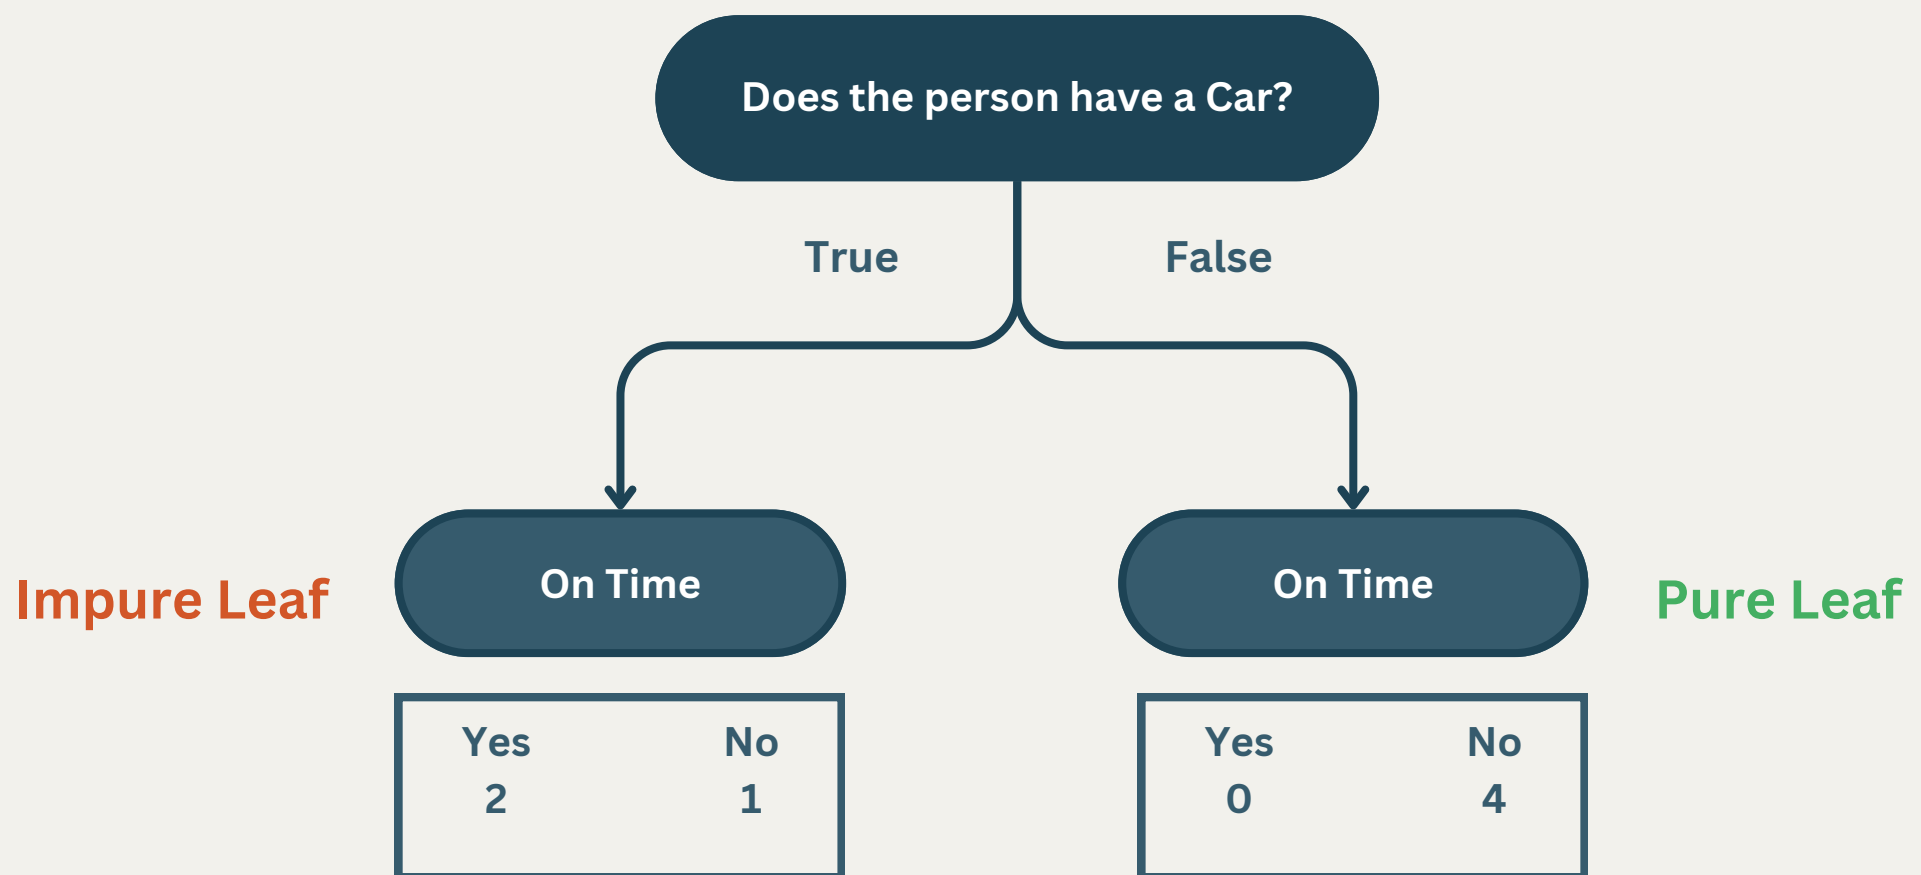 Does the person have a Car?
True False
Impure Leaf On Time On Time Pure Leaf
Yes No Yes No
2 1 0 4